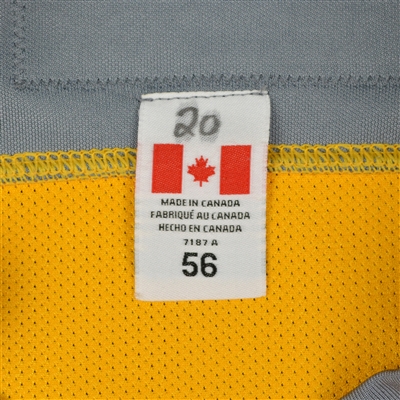 20
MADE IN CANADA
FABRIQUÉ AU CANADA
HECHO EN CANADA
7187 A
56